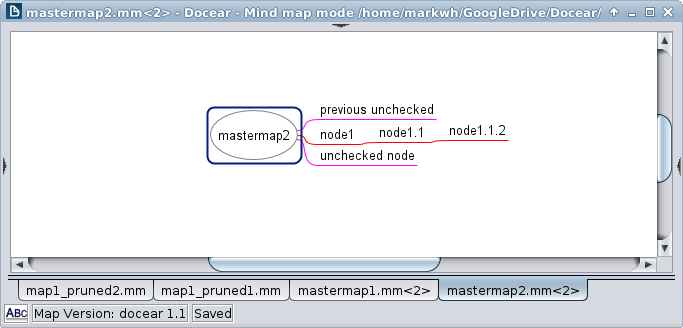 mastermap2.mm<2> - Docear - Mind map mode /home/markwh/GoogleDrive/Docear/
previous unchecked
mastermap2
node1
node1.1
node1.1.2
unchecked node
map1_pruned2.mm
map1_pruned1.mm
mastermap1.mm<2>
mastermap2.mm<2>
ABC
Map Version: docear 1.1
Saved